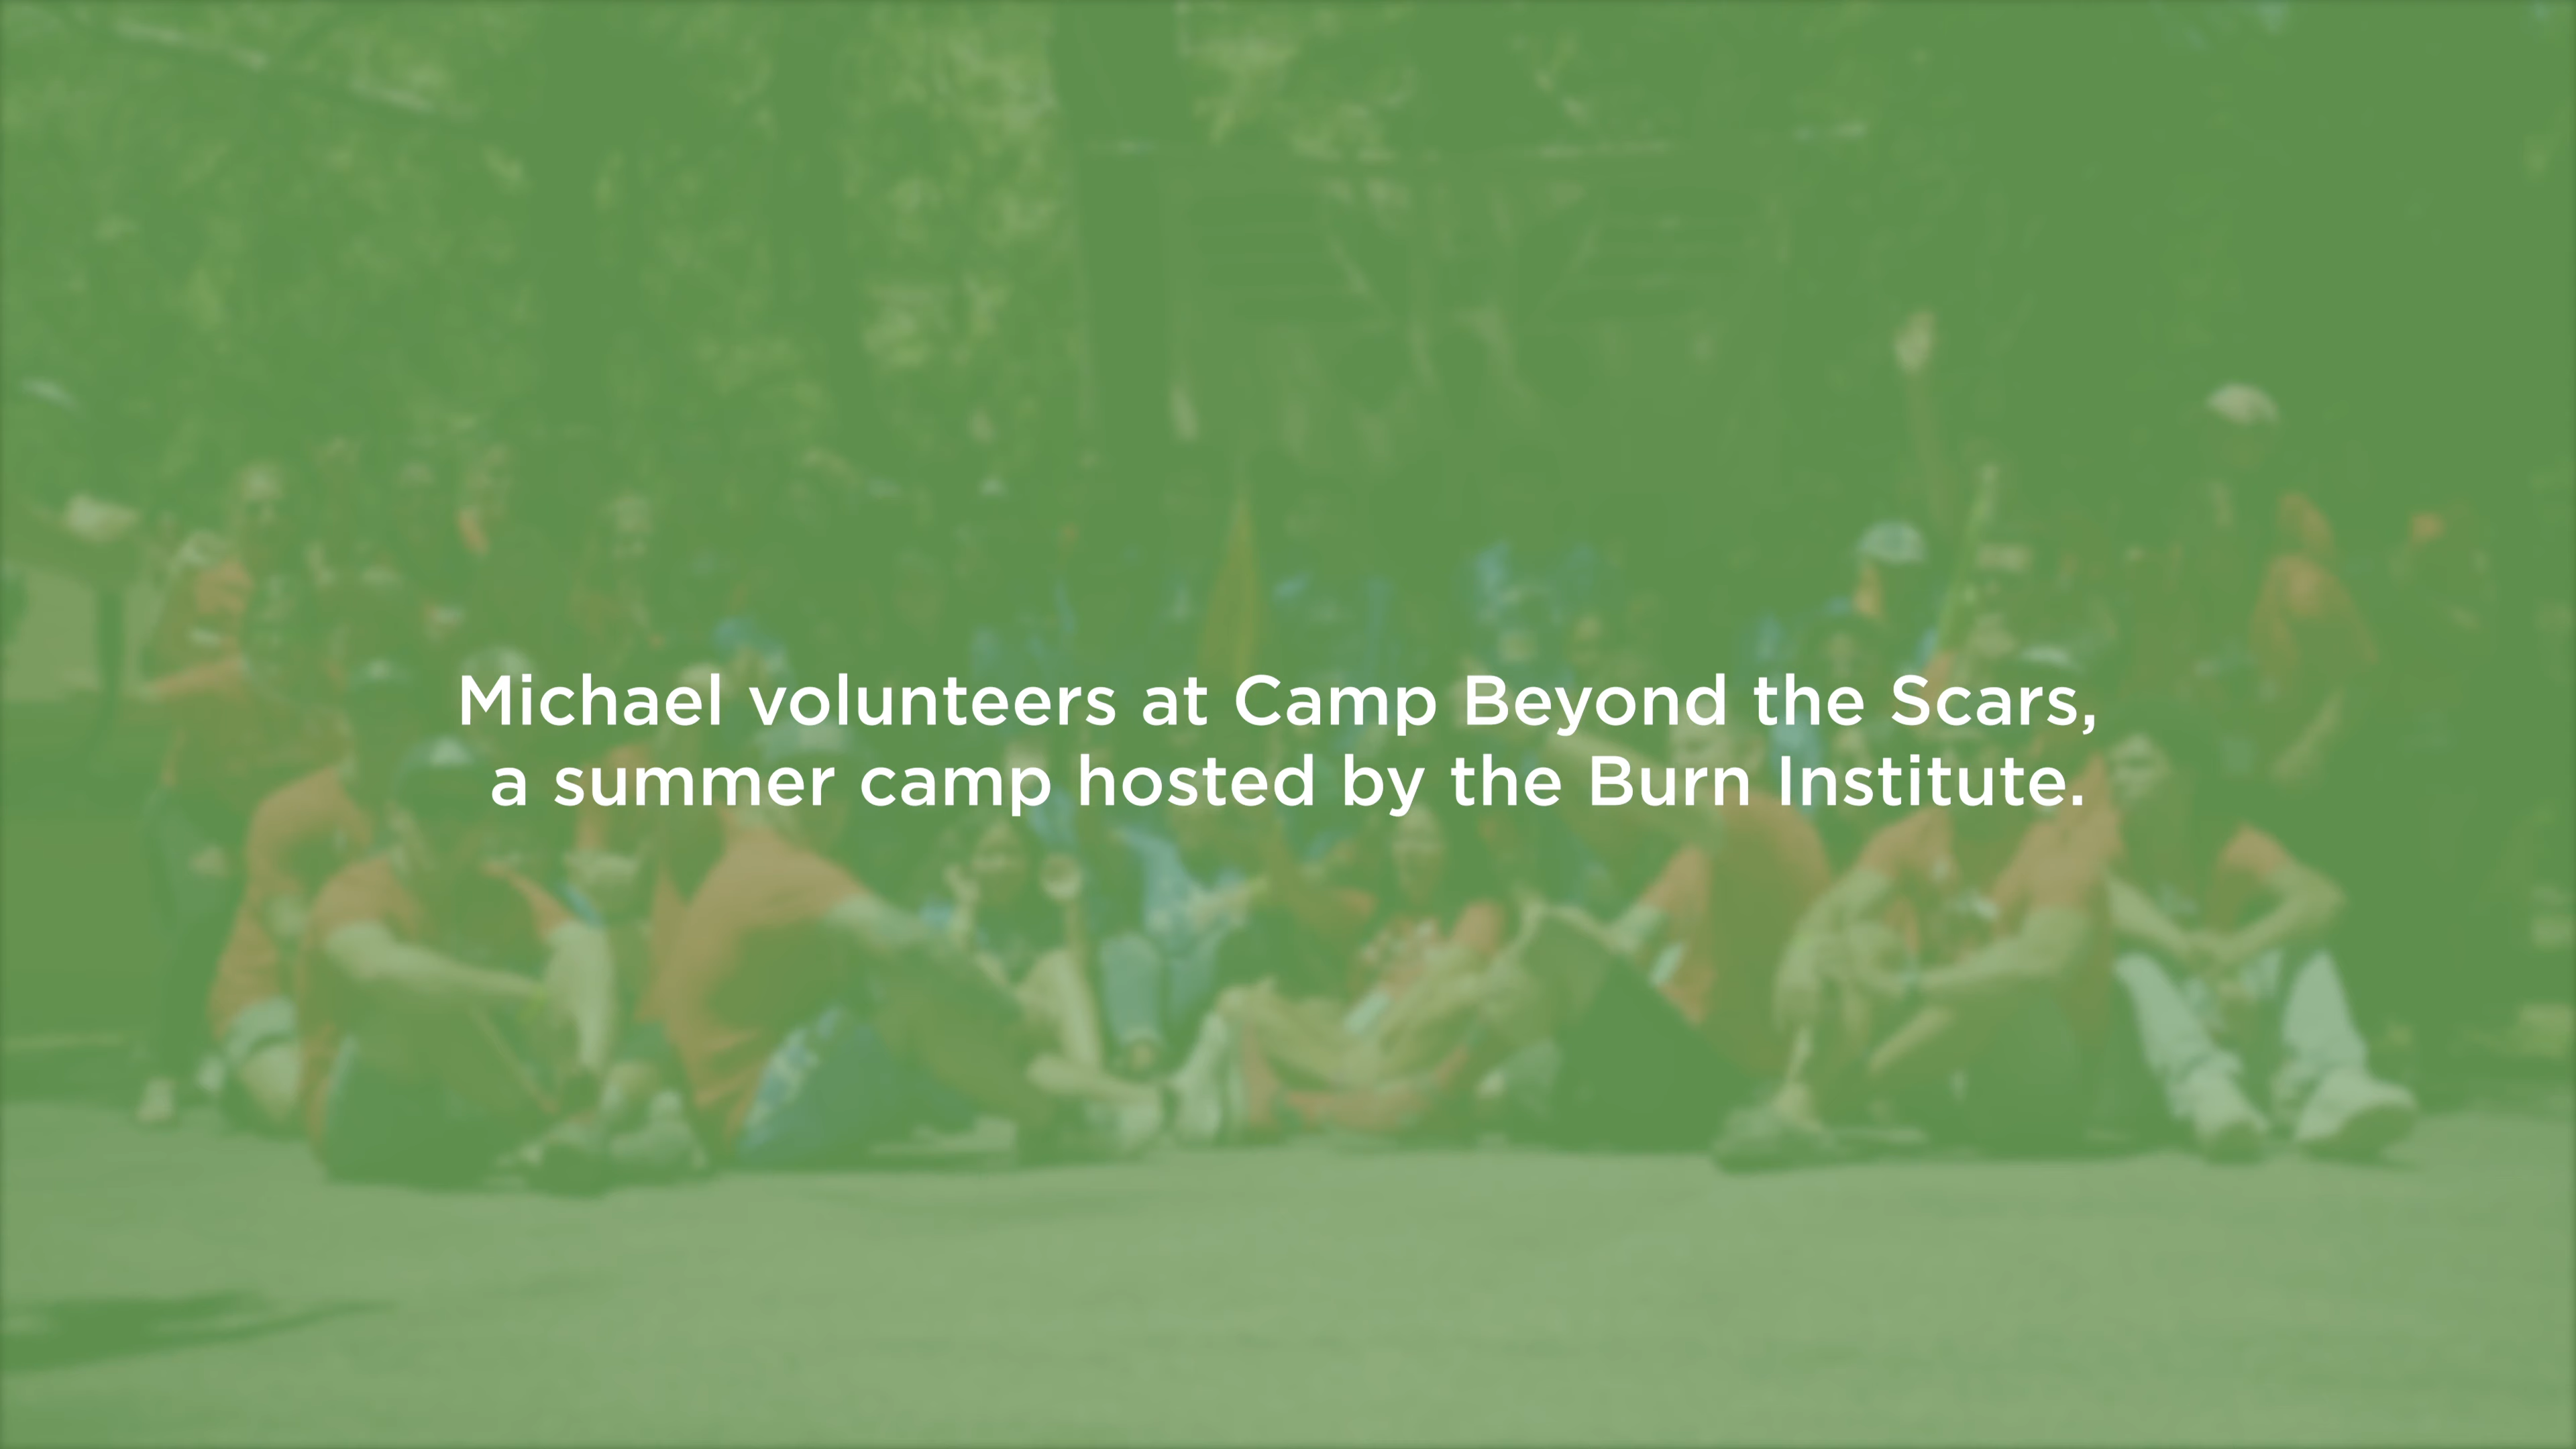 Michael volunteers at Camp Beyond the Scars,
a summer camp hosted by the Burn Institute.